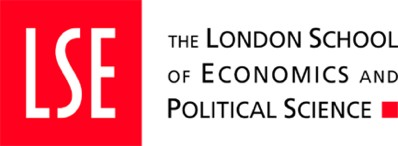 LSE
THE LONDON SCHOOL
OF ECONOMICS AND
POLITICAL SCIENCE